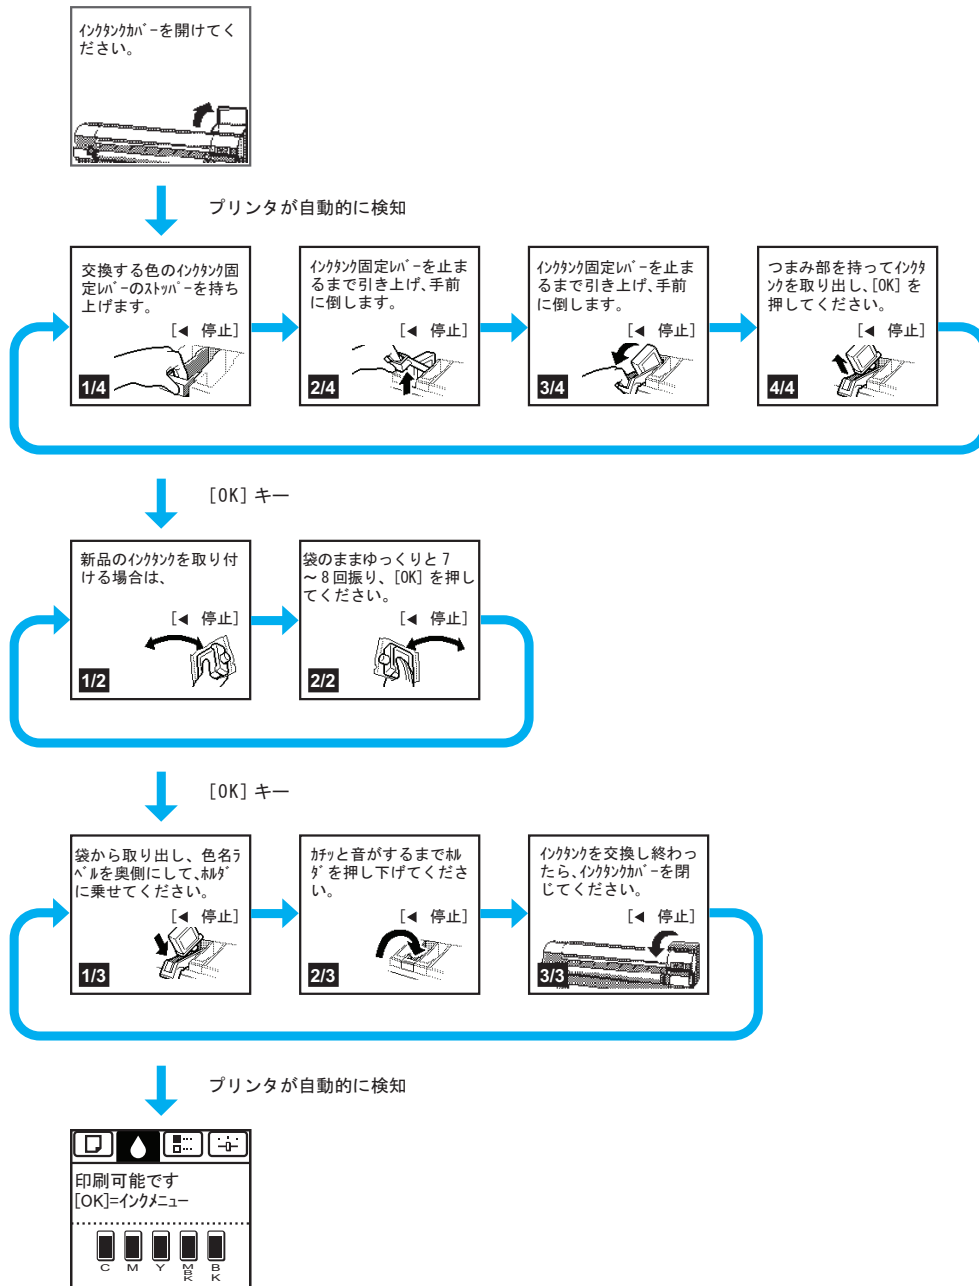 ｲﾝｸﾀﾝｸｶﾊﾞｰを開けてく
ださい。
プリンタが自動的に検知
交換する色のｲﾝｸﾀﾝｸ固
定ﾚﾊﾞｰのｽﾄｯﾊﾟｰを持ち
上げます。
[◀ 停止]
1/4
ｲﾝｸﾀﾝｸ固定ﾚﾊﾞｰを止ま
るまで引き上げ､手前
に倒します。
[◀ 停止]
2/4
ｲﾝｸﾀﾝｸ固定ﾚﾊﾞｰを止ま
るまで引き上げ､手前
に倒します。
[◀ 停止]
3/4
つまみ部を持ってｲﾝｸﾀ
ﾝｸを取り出し､[OK] を
押してください。
[◀ 停止]
4/4
[OK] キー
新品のｲﾝｸﾀﾝｸを取り付
ける場合は、
[◀ 停止]
1/2
袋のままゆっくりと 7
～ 8 回振り、[OK] を押し
てください。
[◀ 停止]
2/2
[OK] キー
袋から取り出し、色名ﾗ
ﾍﾞﾙを奥側にして､ﾎﾙﾀﾞ
に乗せてください。
[◀ 停止]
1/3
ｶﾁｯと音がするまでﾎﾙ
ﾀﾞを押し下げてくださ
い。
[◀ 停止]
2/3
ｲﾝｸﾀﾝｸを交換し終わっ
たら､ｲﾝｸﾀﾝｸｶﾊﾞｰを閉
じてください。
[◀ 停止]
3/3
プリンタが自動的に検知
印刷可能です
[OK]=ｲﾝｸﾒﾆｭｰ
C M Y MBK BK